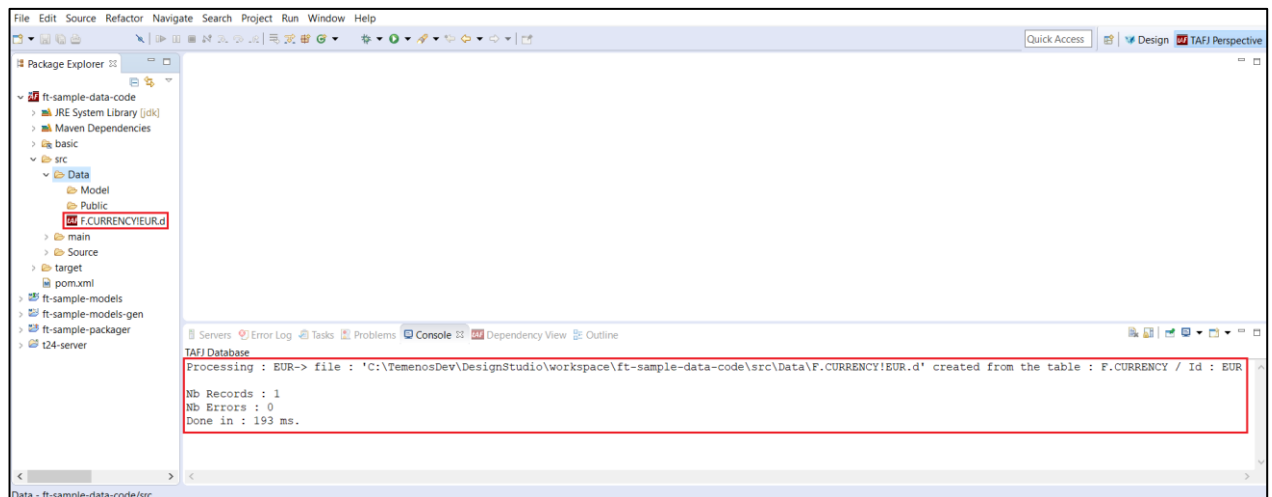 File Edit Source Refactor Navigate Search Project Run Window Help
Quick Access Design TAFJ Perspective
Package Explorer
ft-sample-data-code
JRE System Library [jdk]
Maven Dependencies
basic
src
Data
Model
Public
F.CURRENCY!EUR.d
main
Source
target
pom.xml
ft-sample-models
ft-sample-models-gen
ft-sample-packager
t24-server
Servers Error Log Tasks Problems Console Dependency View Outline
TAFJ Database
Processing : EUR-> file : 'C:\TemenosDev\DesignStudio\workspace\ft-sample-data-code\src\Data\F.CURRENCY!EUR.d' created from the table : F.CURRENCY / Id : EUR
Nb Records : 1
Nb Errors : 0
Done in : 193 ms.
Data - ft-sample-data-code/src